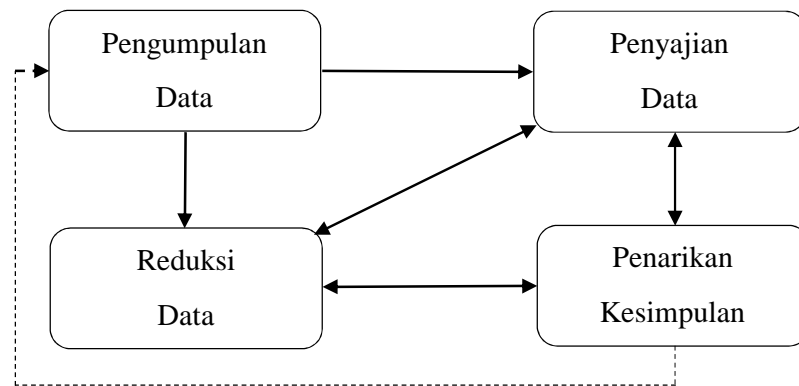 Pengumpulan
Data
Penyajian
Data
Reduksi
Data
Penarikan
Kesimpulan